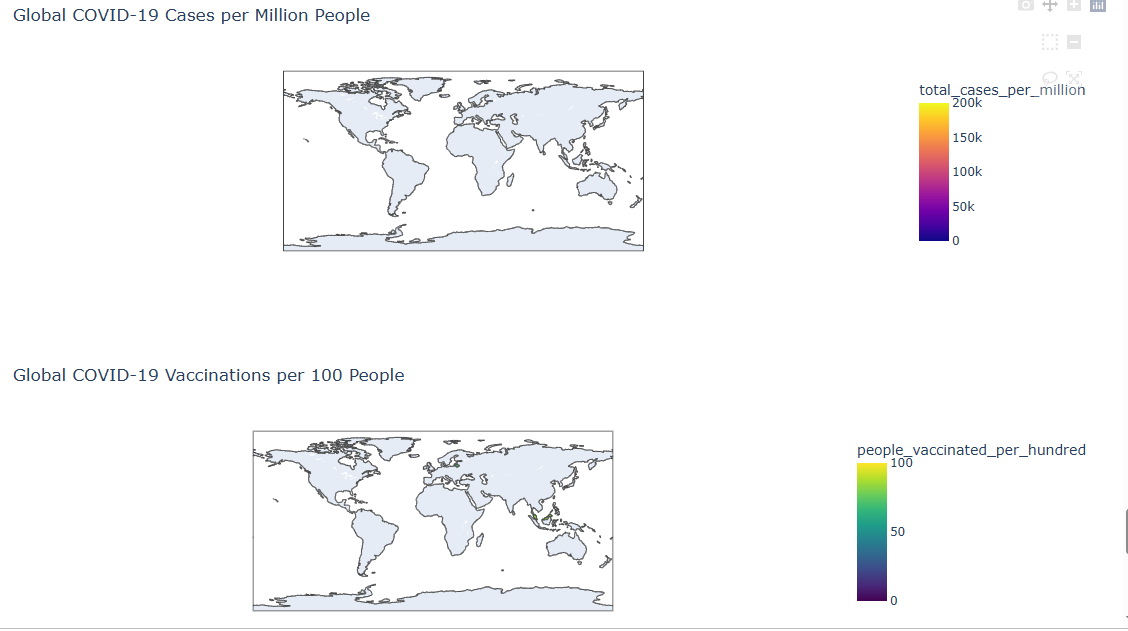 Global COVID-19 Cases per Million People
total_cases_per_million
200k
150k
100k
50k
0
Global COVID-19 Vaccinations per 100 People
people_vaccinated_per_hundred
100
50
0